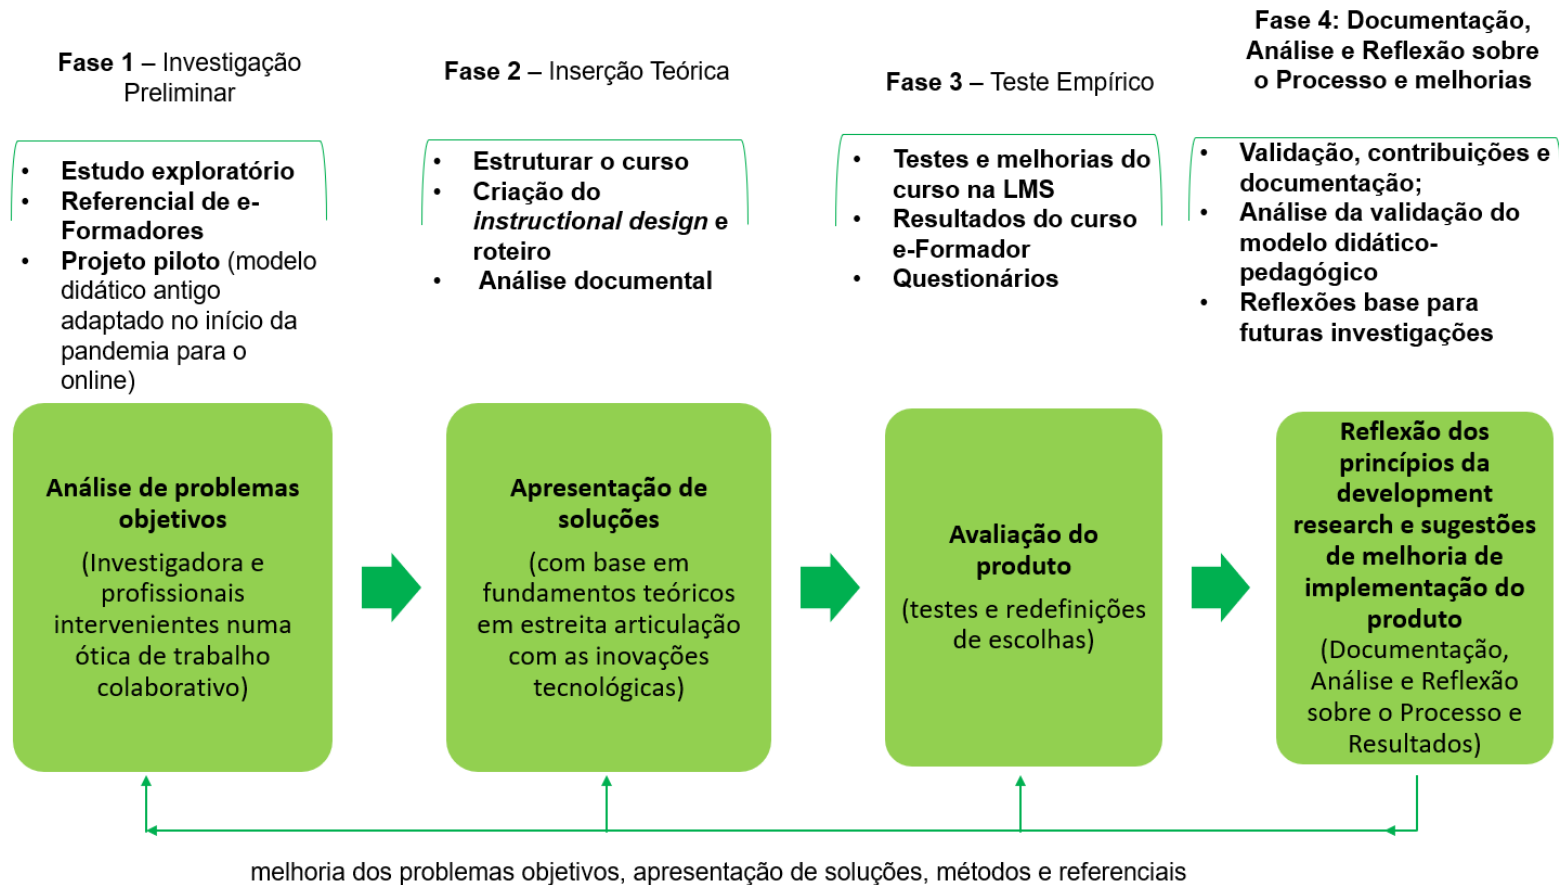 Fase 1 – Investigação
Preliminar
• Estudo exploratório
• Referencial de e-
Formadores
• Projeto piloto (modelo
didático antigo
adaptado no início da
pandemia para o
online)
Análise de problemas
objetivos
(Investigadora e
profissionais
intervenientes numa
ótica de trabalho
colaborativo)
Fase 2 – Inserção Teórica
• Estruturar o curso
• Criação do
instructional design e
roteiro
• Análise documental
Apresentação de
soluções
(com base em
fundamentos teóricos
em estreita articulação
com as inovações
tecnológicas)
Fase 3 – Teste Empírico
• Testes e melhorias do
curso na LMS
• Resultados do curso
e-Formador
• Questionários
Avaliação do
produto
(testes e redefinições
de escolhas)
Fase 4: Documentação,
Análise e Reflexão sobre
o Processo e melhorias
• Validação, contribuições e
documentação;
• Análise da validação do
modelo didático-
pedagógico
• Reflexões base para
futuras investigações
Reflexão dos
princípios da
development
research e sugestões
de melhoria de
implementação do
produto
(Documentação,
Análise e Reflexão
sobre o Processo e
Resultados)
melhoria dos problemas objetivos, apresentação de soluções, métodos e referenciais